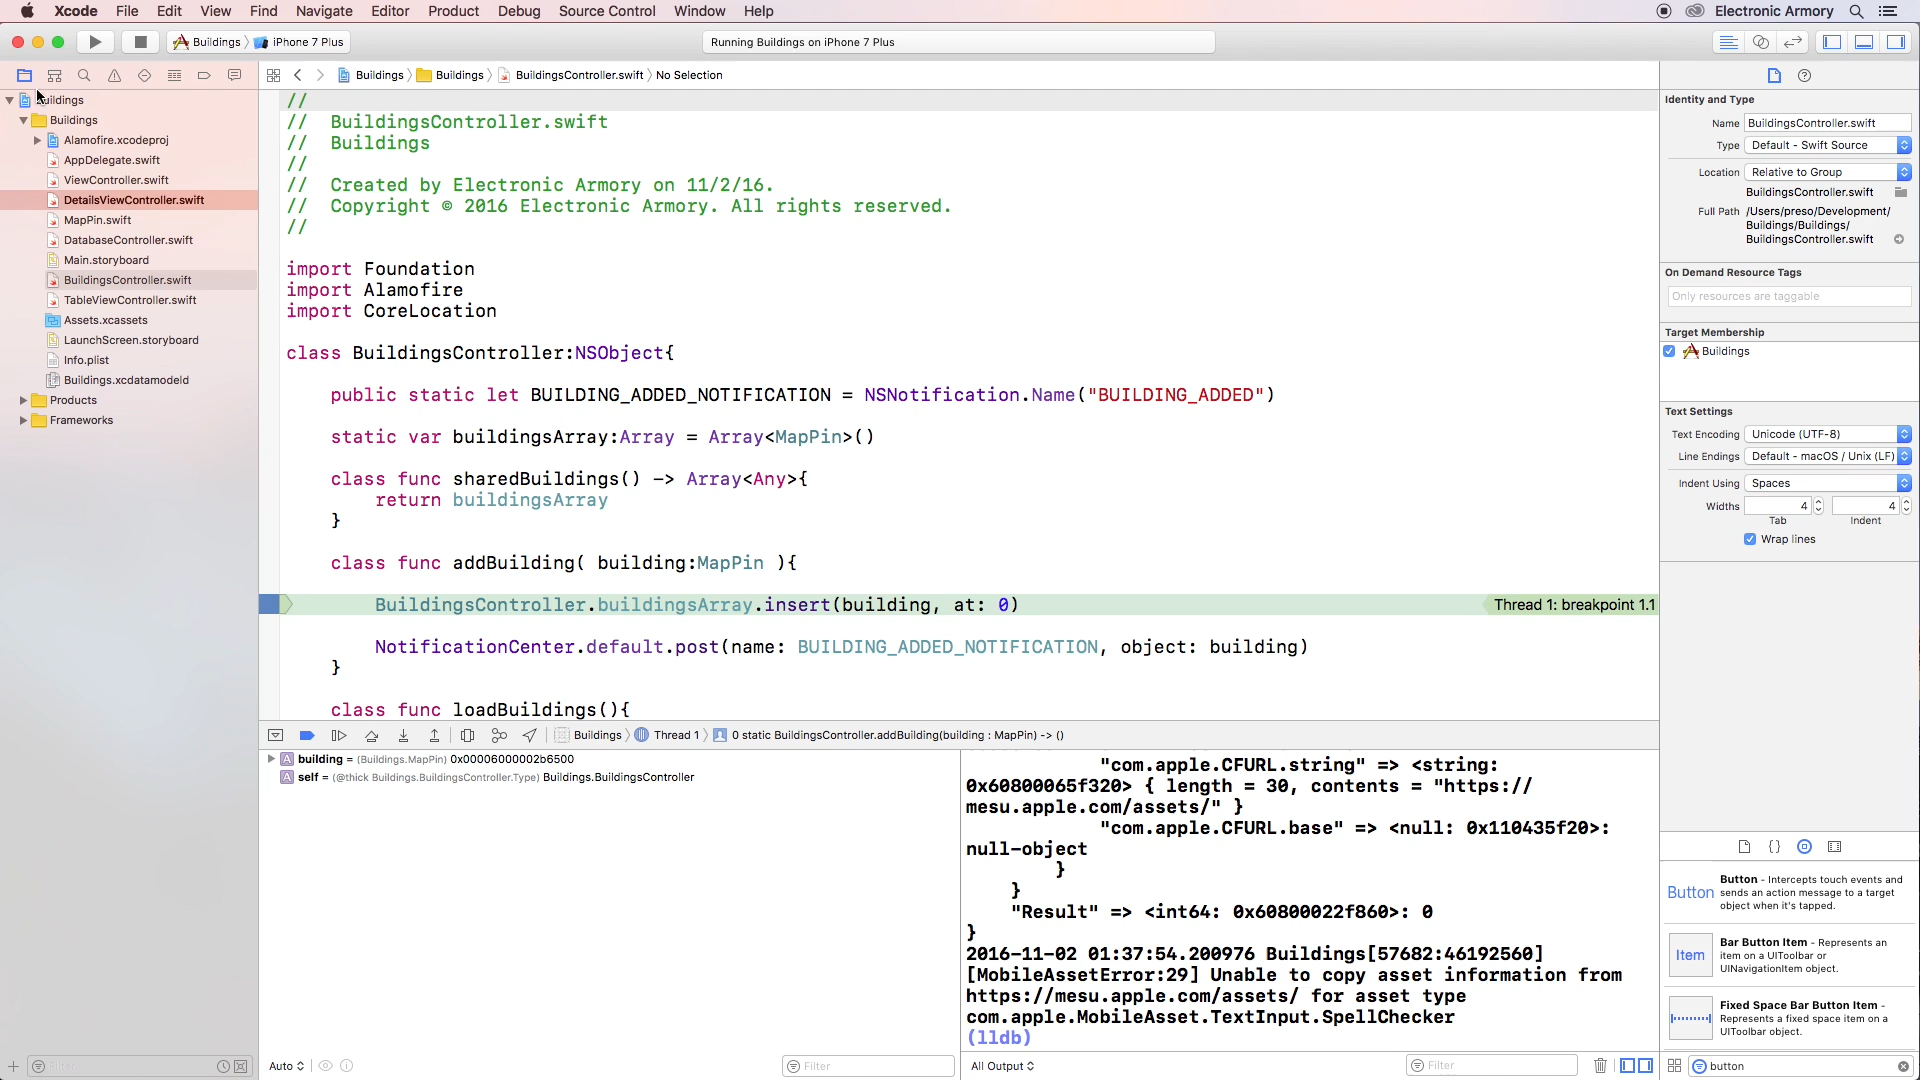 Xcode File Edit View Find Navigate Editor Product Debug Source Control Window Help Electronic Armory
Buildings iPhone 7 Plus Running Buildings on iPhone 7 Plus
Buildings Buildings BuildingsController.swift No Selection
Buildings
Alamofire.xcodeproj
AppDelegate.swift
ViewController.swift
DetailsViewController.swift
MapPin.swift
DatabaseController.swift
Main.storyboard
BuildingsController.swift
TableViewController.swift
Assets.xcassets
LaunchScreen.storyboard
Info.plist
Buildings.xcdatamodeld
Products
Frameworks
Filter
//
// BuildingsController.swift
// Buildings
//
// Created by Electronic Armory on 11/2/16.
// Copyright © 2016 Electronic Armory. All rights reserved.
//
import Foundation
import Alamofire
import CoreLocation
class BuildingsController:NSObject{
public static let BUILDING_ADDED_NOTIFICATION = NSNotification.Name("BUILDING_ADDED")
static var buildingsArray:Array = Array<MapPin>()
class func sharedBuildings() -> Array<Any>{
return buildingsArray
}
class func addBuilding( building:MapPin ){
BuildingsController.buildingsArray.insert(building, at: 0)
Thread 1: breakpoint 1.1
NotificationCenter.default.post(name: BUILDING_ADDED_NOTIFICATION, object: building)
}
class func loadBuildings(){
Buildings Thread 1 0 static BuildingsController.addBuilding(building : MapPin) -> ()
building = (Buildings.MapPin) 0x00006000002b6500
self = (@thick Buildings.BuildingsController.Type) Buildings.BuildingsController
Auto Filter
"com.apple.CFURL.string" => <string:
0x60800065f320> { length = 30, contents = "https://
mesu.apple.com/assets/" }
"com.apple.CFURL.base" => <null: 0x110435f20>:
null-object
}
}
"Result" => <int64: 0x60800022f860>: 0
}
2016-11-02 01:37:54.200976 Buildings[57682:46192560]
[MobileAssetError:29] Unable to copy asset information from
https://mesu.apple.com/assets/ for asset type
com.apple.MobileAsset.TextInput.SpellChecker
(lldb)
All Output Filter
Identity and Type
Name BuildingsController.swift
Type Default - Swift Source
Location Relative to Group
BuildingsController.swift
Full Path /Users/preso/Development/
Buildings/Buildings/
BuildingsController.swift
On Demand Resource Tags
Only resources are taggable
Target Membership
Buildings
Text Settings
Text Encoding Unicode (UTF-8)
Line Endings Default - macOS / Unix (LF)
Indent Using Spaces
Widths 4 4
Tab Indent
Wrap lines
Button Button - Intercepts touch events and
sends an action message to a target
object when it's tapped.
Item Bar Button Item - Represents an
item on a UIToolbar or
UINavigationItem object.
Fixed Space Bar Button Item -
Represents a fixed space item on a
UIToolbar object.
button